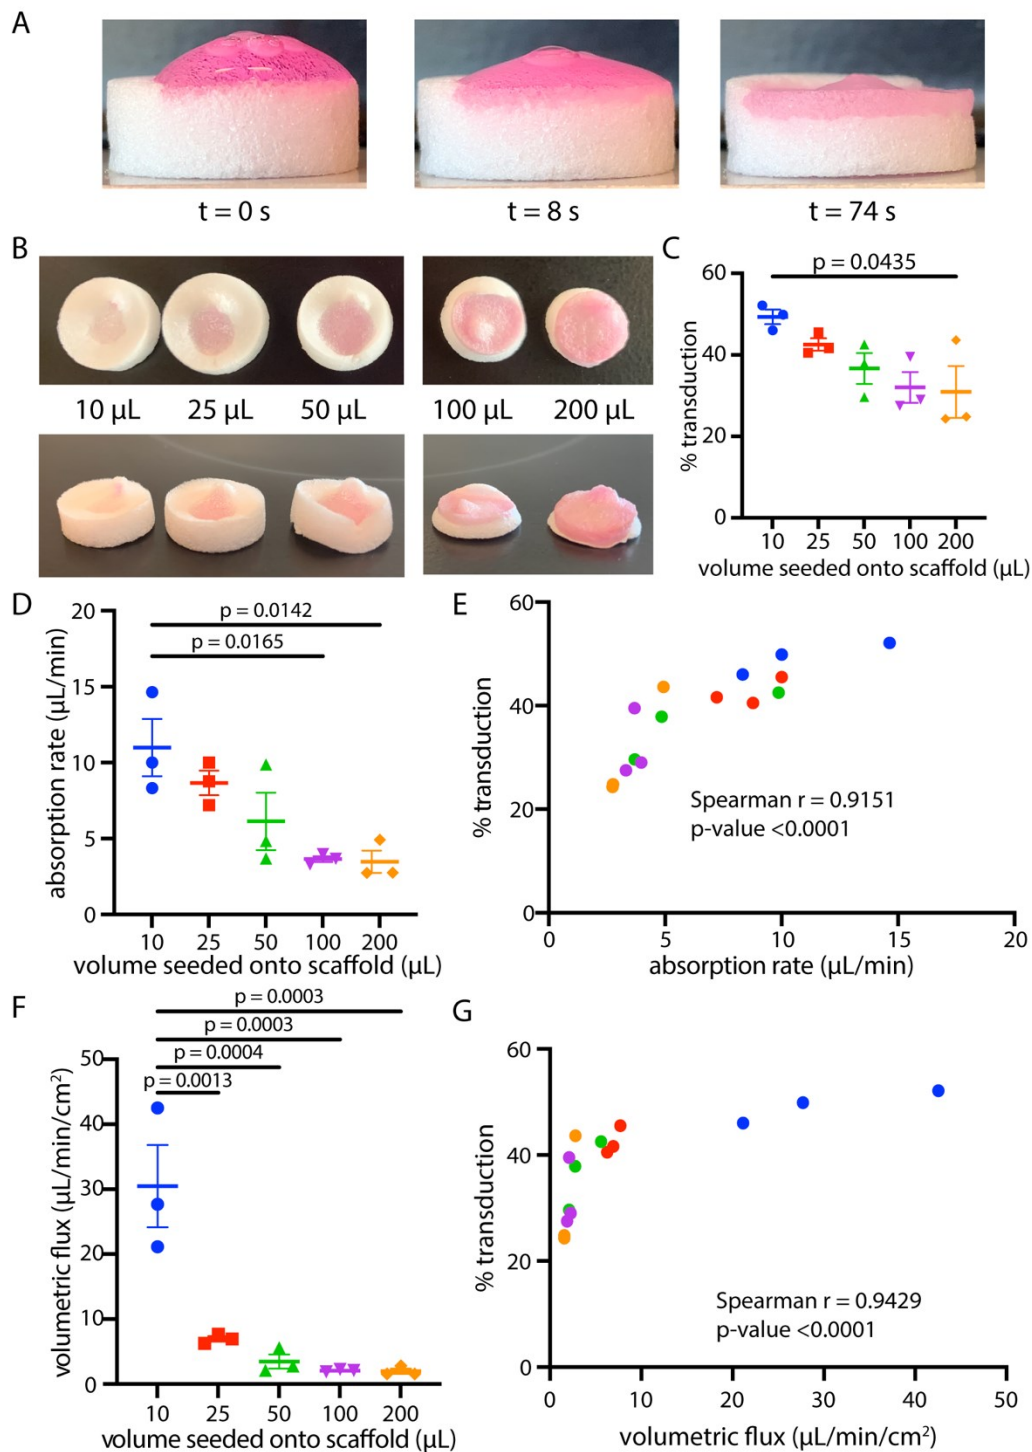 A
t = 0 s
t = 8 s
t = 74 s
B
10 µL
25 µL
50 µL
100 µL
200 µL
C
60
40
20
0
% transduction
p = 0.0435
10
25
50
100
200
volume seeded onto scaffold (µL)
D
20
15
10
5
0
absorption rate (µL/min)
p = 0.0142
p = 0.0165
10
25
50
100
200
volume seeded onto scaffold (µL)
E
60
40
20
0
% transduction
Spearman r = 0.9151
p-value <0.0001
0
5
10
15
20
absorption rate (µL/min)
F
50
40
30
20
10
0
volumetric flux (µL/min/cm²)
p = 0.0003
p = 0.0003
p = 0.0004
p = 0.0013
10
25
50
100
200
volume seeded onto scaffold (µL)
G
60
40
20
0
% transduction
Spearman r = 0.9429
p-value <0.0001
0
10
20
30
40
50
volumetric flux (µL/min/cm²)